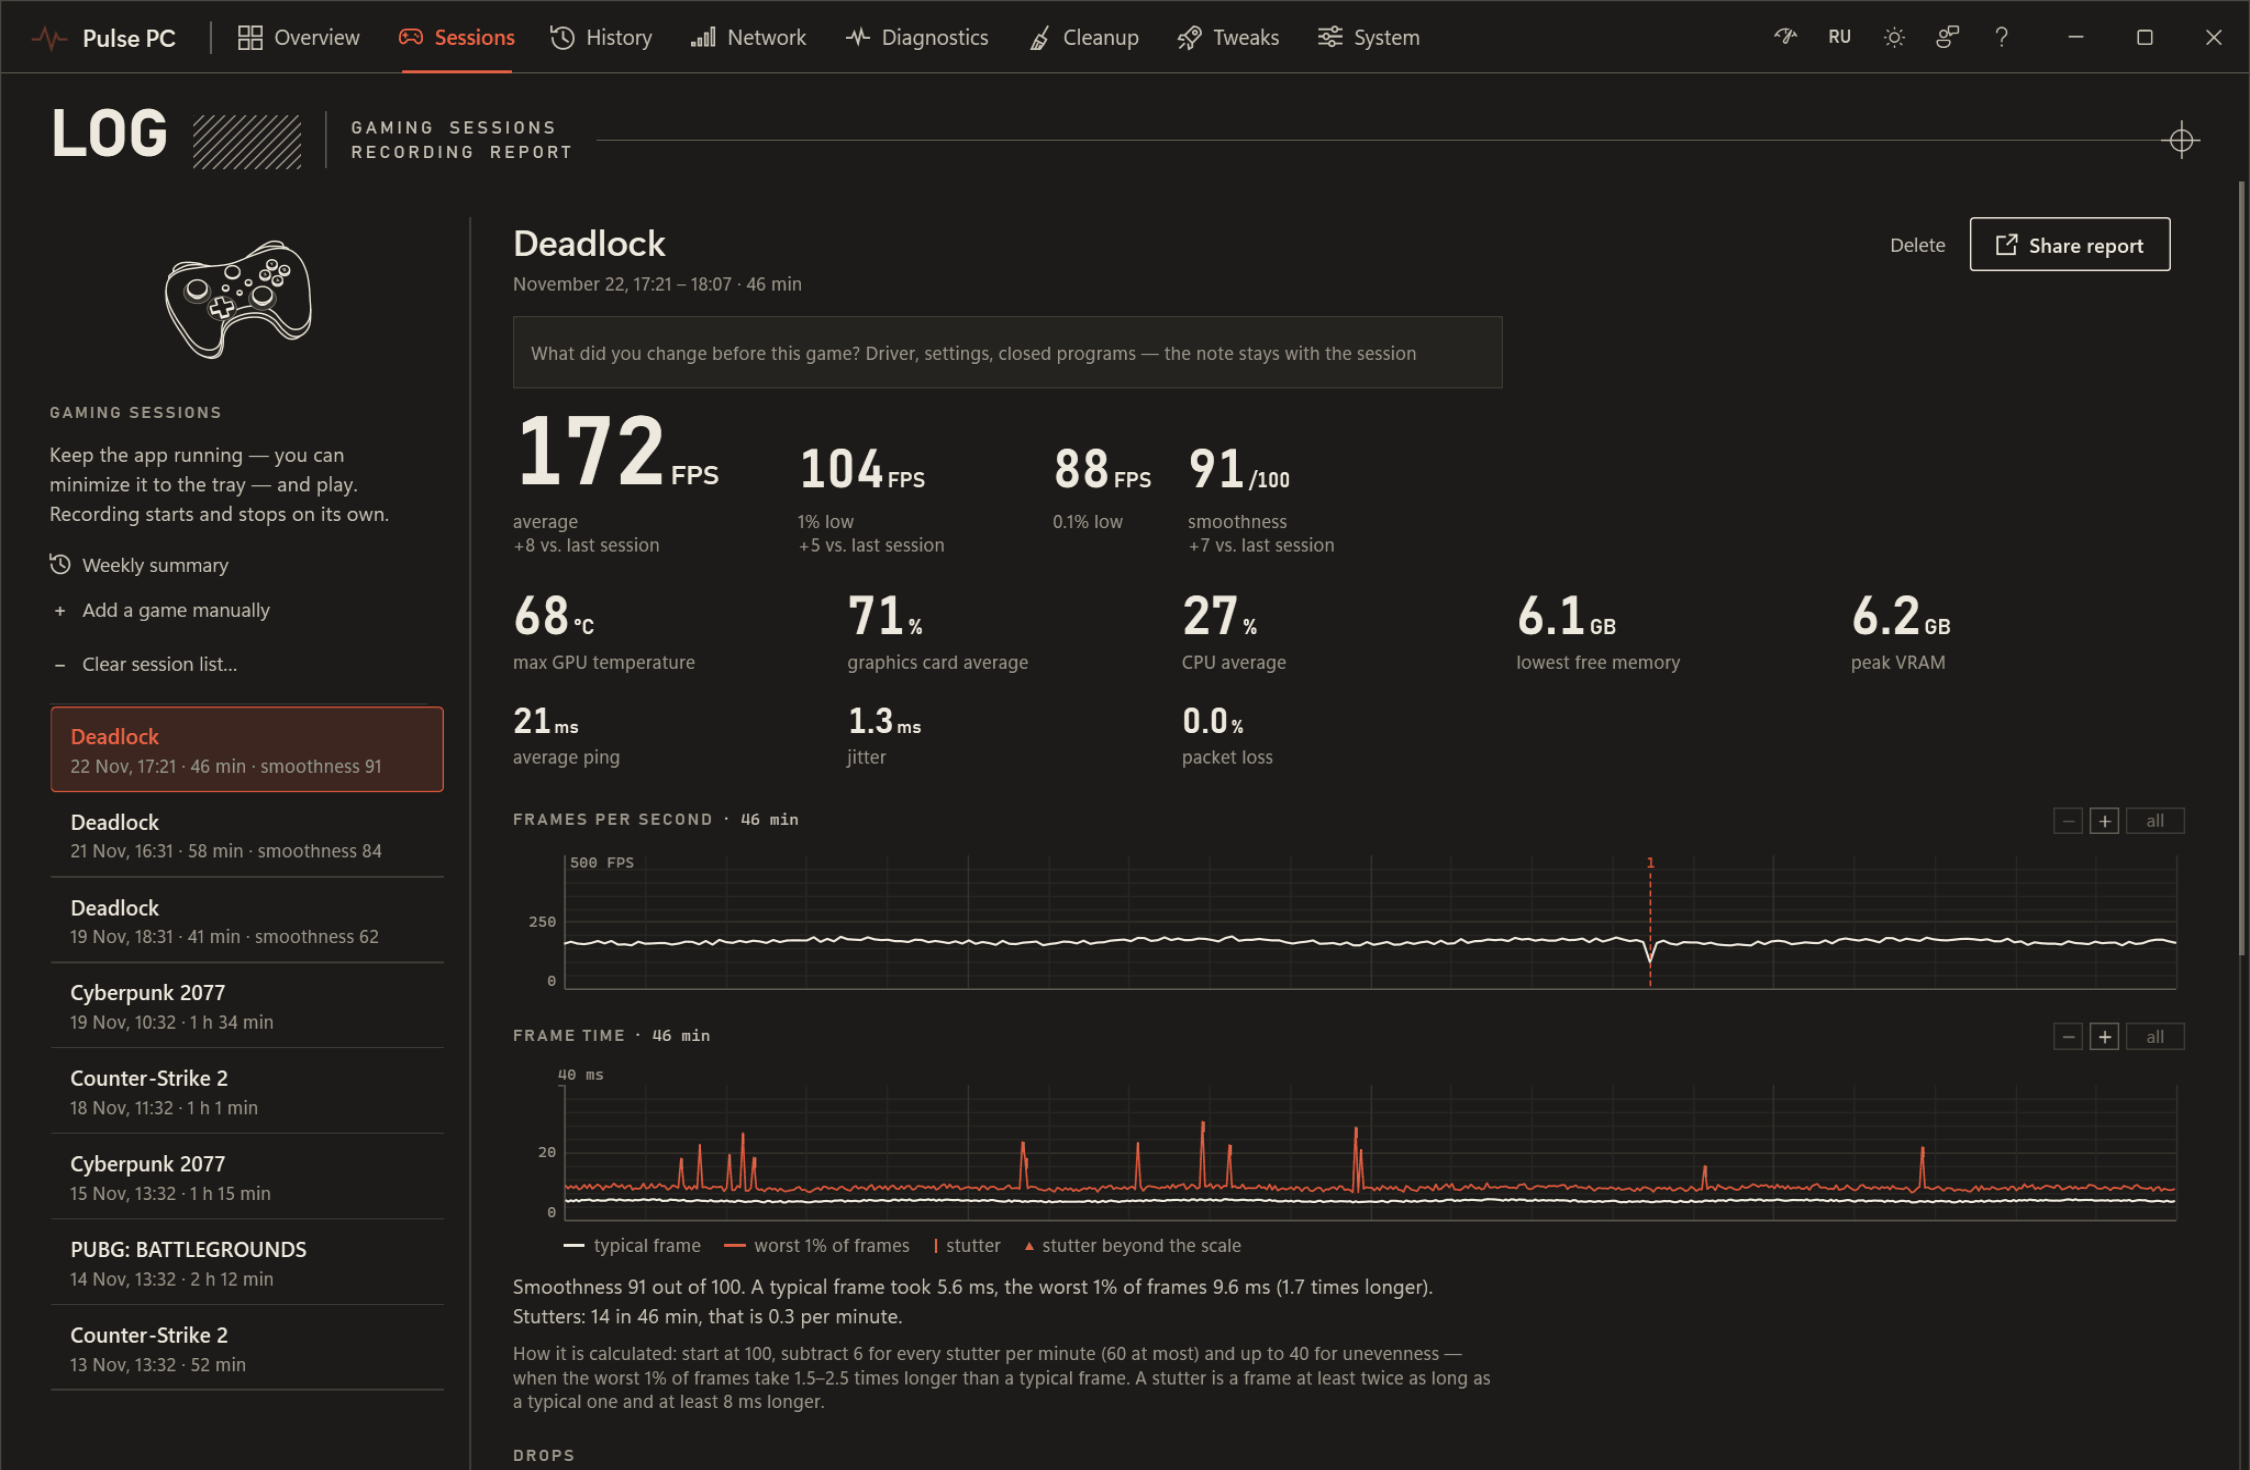 Pulse PC
Overview
Sessions
History
Network
Diagnostics
Cleanup
Tweaks
System
RU
?
LOG
GAMING SESSIONS
RECORDING REPORT
GAMING SESSIONS
Keep the app running — you can
minimize it to the tray — and play.
Recording starts and stops on its own.
Weekly summary
+ Add a game manually
– Clear session list...
Deadlock
22 Nov, 17:21 · 46 min · smoothness 91
Deadlock
21 Nov, 16:31 · 58 min · smoothness 84
Deadlock
19 Nov, 18:31 · 41 min · smoothness 62
Cyberpunk 2077
19 Nov, 10:32 · 1 h 34 min
Counter-Strike 2
18 Nov, 11:32 · 1 h 1 min
Cyberpunk 2077
15 Nov, 13:32 · 1 h 15 min
PUBG: BATTLEGROUNDS
14 Nov, 13:32 · 2 h 12 min
Counter-Strike 2
13 Nov, 13:32 · 52 min
Deadlock
Delete
Share report
November 22, 17:21 – 18:07 · 46 min
What did you change before this game? Driver, settings, closed programs — the note stays with the session
172 FPS
104 FPS
88 FPS
91 /100
average
1% low
0.1% low
smoothness
+8 vs. last session
+5 vs. last session
+7 vs. last session
68 °C
71 %
27 %
6.1 GB
6.2 GB
max GPU temperature
graphics card average
CPU average
lowest free memory
peak VRAM
21 ms
1.3 ms
0.0 %
average ping
jitter
packet loss
FRAMES PER SECOND · 46 min
– + all
500 FPS
1
250
0
FRAME TIME · 46 min
– + all
40 ms
20
0
typical frame
worst 1% of frames
stutter
stutter beyond the scale
Smoothness 91 out of 100. A typical frame took 5.6 ms, the worst 1% of frames 9.6 ms (1.7 times longer).
Stutters: 14 in 46 min, that is 0.3 per minute.
How it is calculated: start at 100, subtract 6 for every stutter per minute (60 at most) and up to 40 for unevenness —
when the worst 1% of frames take 1.5–2.5 times longer than a typical frame. A stutter is a frame at least twice as long as
a typical one and at least 8 ms longer.
DROPS